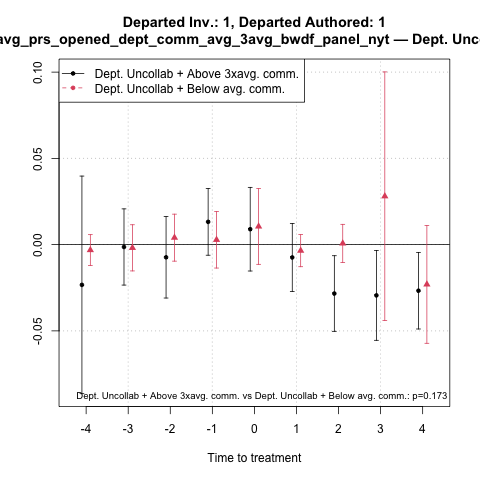 Departed Inv.: 1, Departed Authored: 1
avg_prs_opened_dept_comm_avg_3avg_bwdf_panel_nyt — Dept. Unco
Dept. Uncollab + Above 3xavg. comm.
Dept. Uncollab + Below avg. comm.
0.10
0.05
0.00
-0.05
Dept. Uncollab + Above 3xavg. comm. vs Dept. Uncollab + Below avg. comm.: p=0.173
-4 -3 -2 -1 0 1 2 3 4
Time to treatment